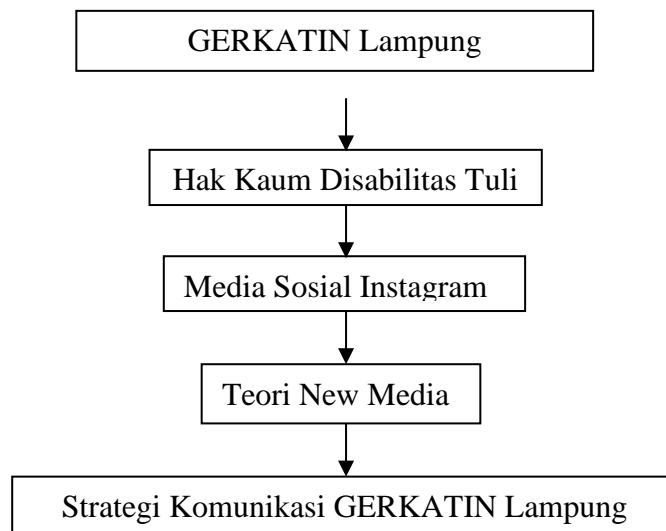 GERKATIN Lampung
Hak Kaum Disabilitas Tuli
Media Sosial Instagram
Teori New Media
Strategi Komunikasi GERKATIN Lampung